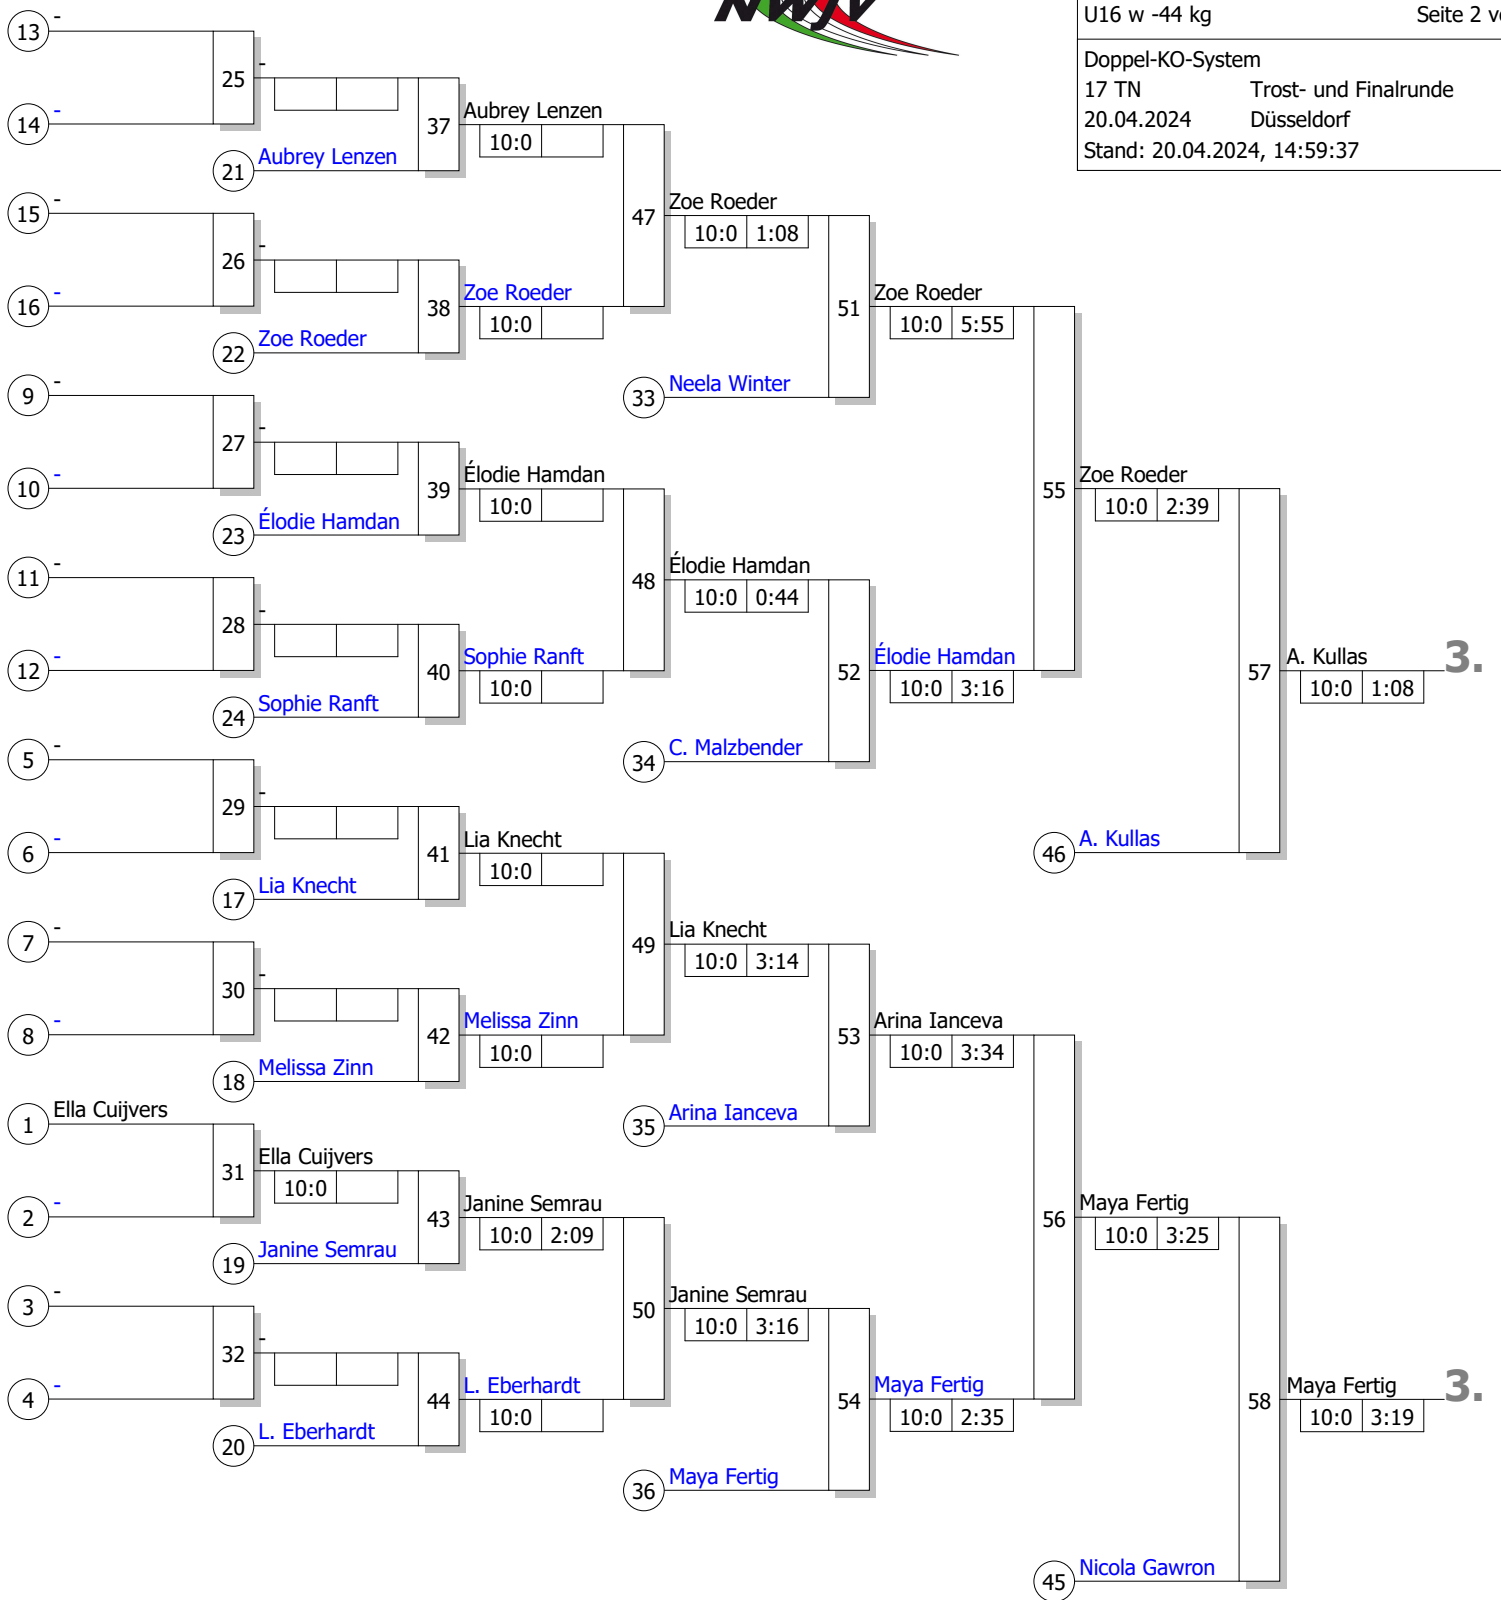 NWJV
U16 w -44 kg Seite 2 v
Doppel-KO-System
17 TN Trost- und Finalrunde
20.04.2024 Düsseldorf
Stand: 20.04.2024, 14:59:37
13 -
25 -
14 -
37 Aubrey Lenzen
10:0
21 Aubrey Lenzen
15 -
47 Zoe Roeder
10:0 1:08
26 -
16 -
38 Zoe Roeder
10:0
22 Zoe Roeder
51 Zoe Roeder
10:0 5:55
33 Neela Winter
9 -
27 -
10 -
39 Élodie Hamdan
10:0
23 Élodie Hamdan
55 Zoe Roeder
10:0 2:39
11 -
48 Élodie Hamdan
10:0 0:44
28 -
12 -
40 Sophie Ranft
10:0
24 Sophie Ranft
52 Élodie Hamdan
10:0 3:16
34 C. Malzbender
57 A. Kullas 3.
10:0 1:08
5 -
29 -
6 -
41 Lia Knecht
10:0
17 Lia Knecht
46 A. Kullas
7 -
49 Lia Knecht
10:0 3:14
30 -
8 -
42 Melissa Zinn
10:0
18 Melissa Zinn
53 Arina Ianceva
10:0 3:34
35 Arina Ianceva
1 Ella Cuijvers
31 Ella Cuijvers
10:0
2 -
43 Janine Semrau
10:0 2:09
19 Janine Semrau
56 Maya Fertig
10:0 3:25
3 -
50 Janine Semrau
10:0 3:16
32 -
4 -
44 L. Eberhardt
10:0
20 L. Eberhardt
54 Maya Fertig
10:0 2:35
36 Maya Fertig
58 Maya Fertig 3.
10:0 3:19
45 Nicola Gawron